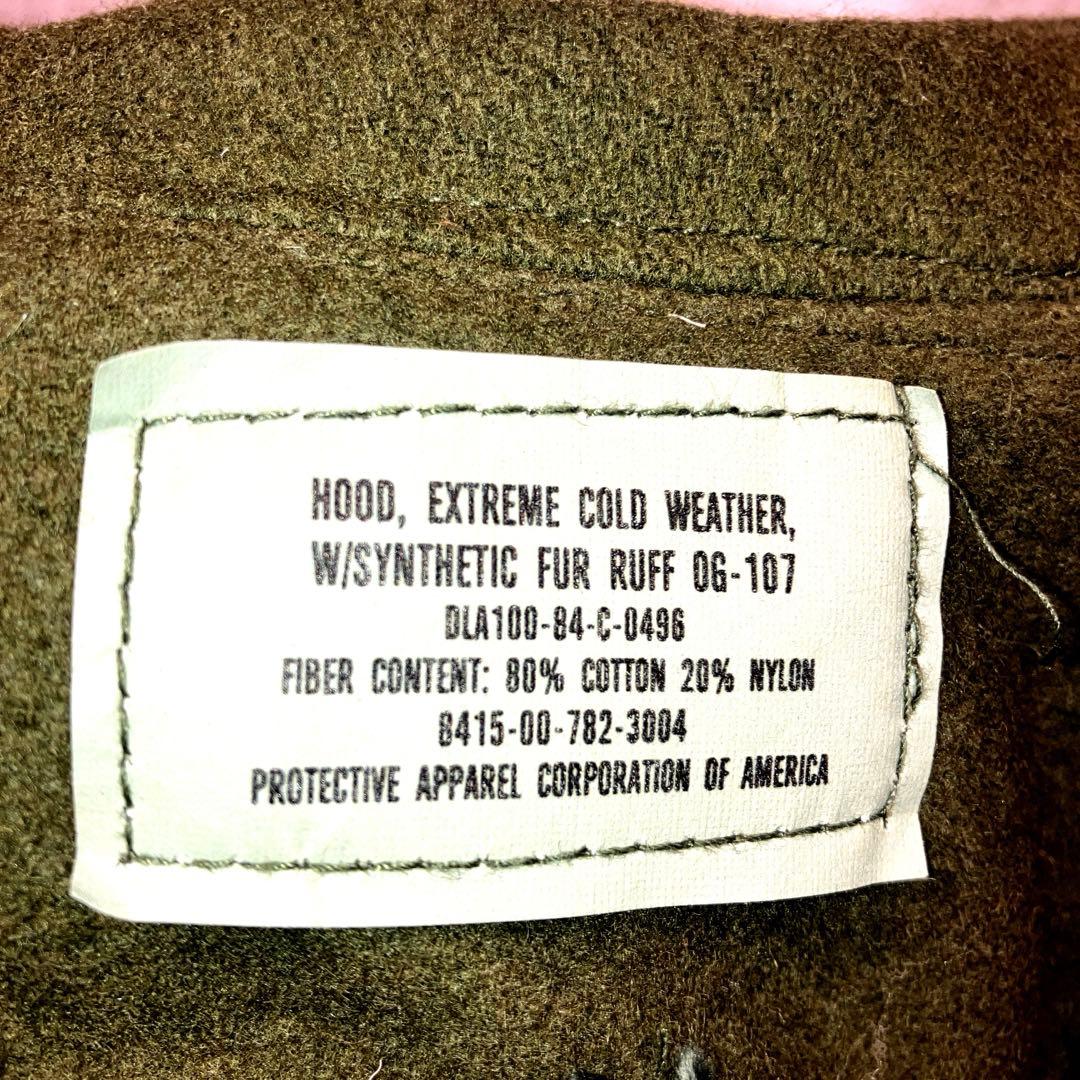 HOOD, EXTREME COLD WEATHER,
W/SYNTHETIC FUR RUFF OG-107
DLA100-84-C-0496
FIBER CONTENT: 80% COTTON 20% NYLON
8415-00-782-3004
PROTECTIVE APPAREL CORPORATION OF AMERICA